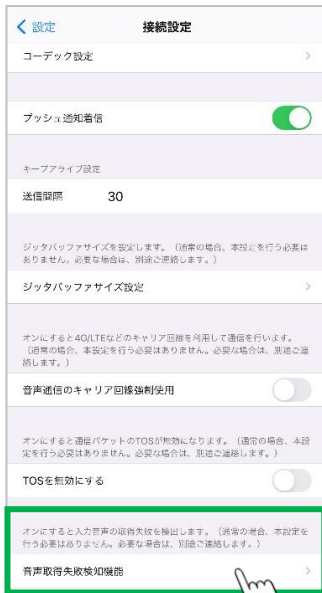 設定
接続設定
コーデック設定
プッシュ通知着信
キープアライブ設定
送信間隔 30
ジッタバッファサイズを設定します。（通常の場合、本設定を行う必要は
ありません。必要な場合は、別途ご連絡します。）
ジッタバッファサイズ設定
オンにすると4G/LTEなどのキャリア回線を利用して通信を行います。
（通常の場合、本設定を行う必要はありません。必要な場合は、別途ご連
絡します。）
音声通信のキャリア回線強制使用
オンにすると通信パケットのTOSが無効になります。（通常の場合、本設
定を行う必要はありません。必要な場合は、別途ご連絡します。）
TOSを無効にする
オンにすると入力音声の取得失敗を検出します。（通常の場合、本設定を
行う必要はありません。必要な場合は、別途ご連絡します。）
音声取得失敗検知機能